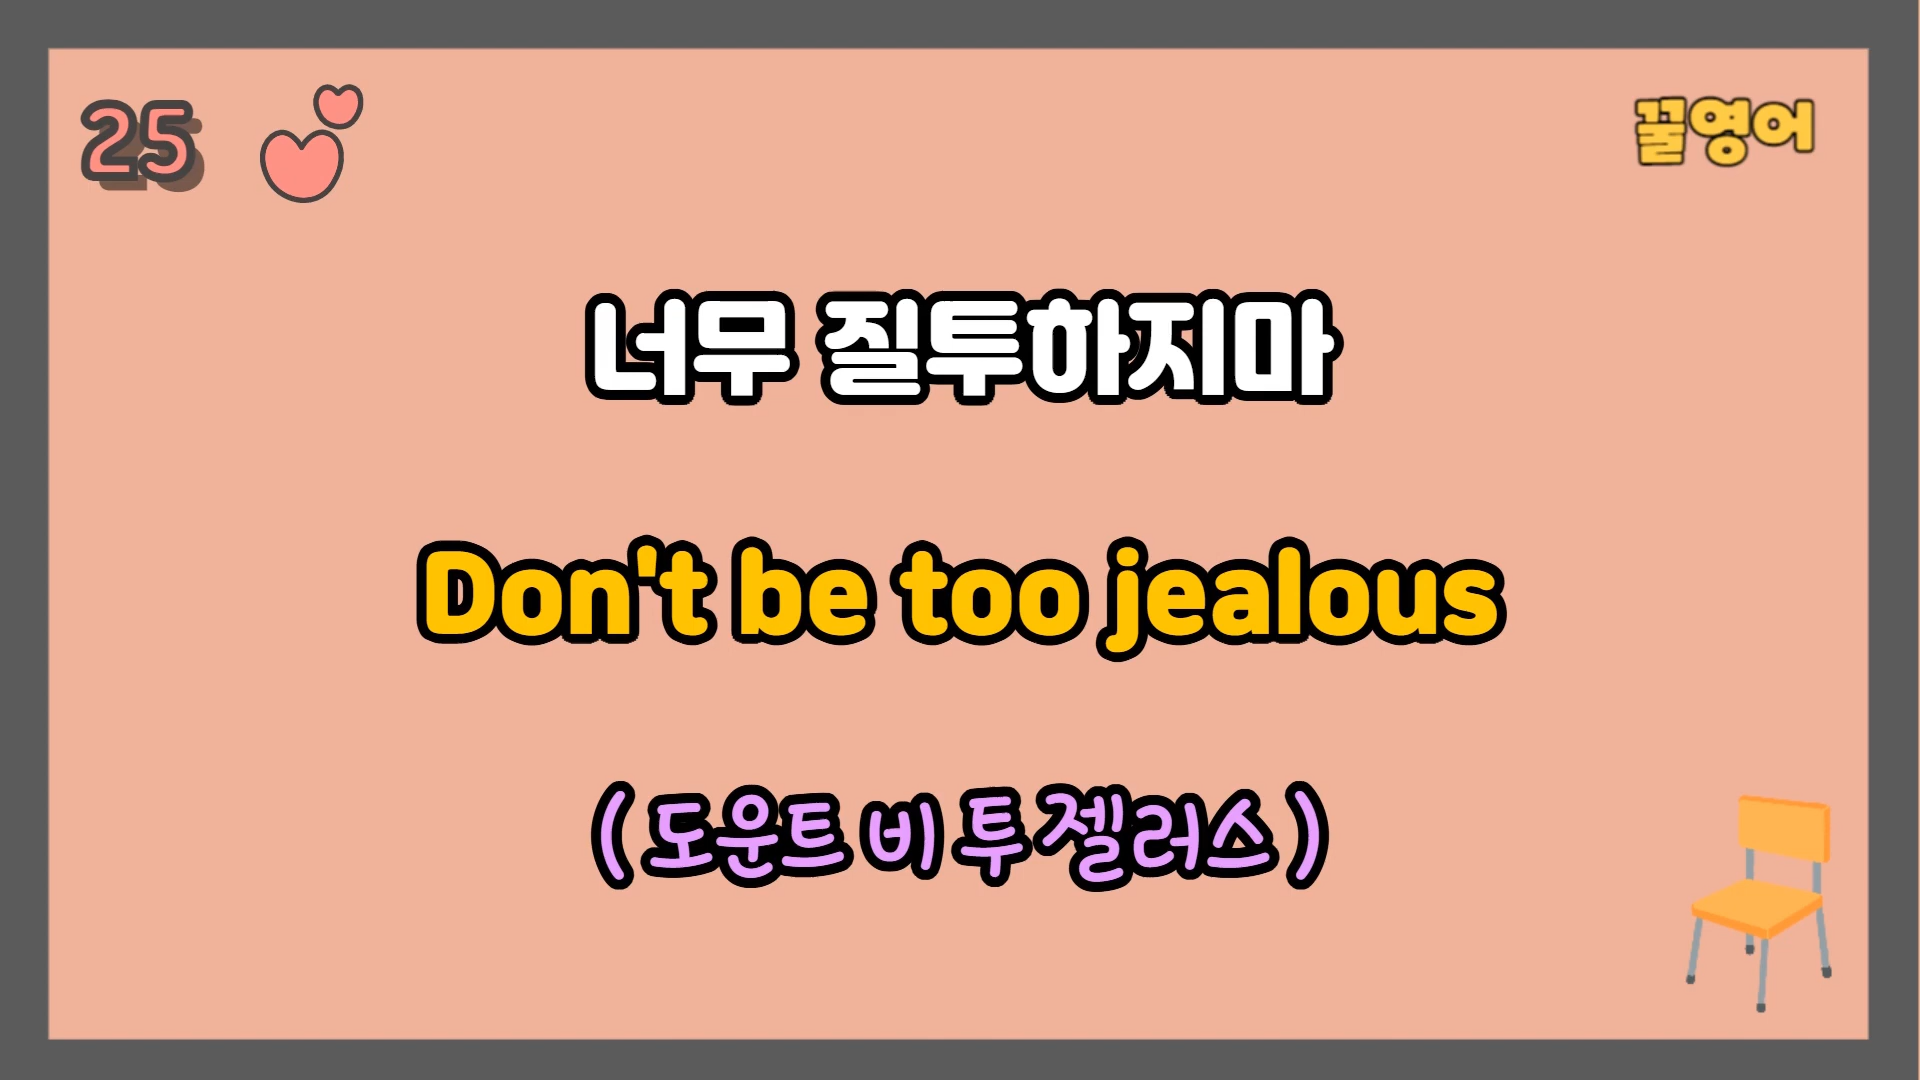 25
꿀영어
너무 질투하지마
Don't be too jealous
( 도운트 비 투 젤러스 )